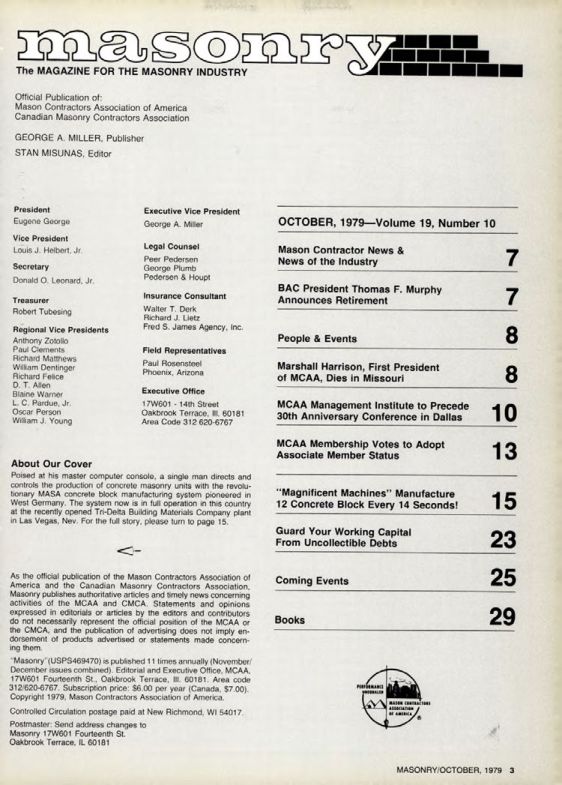 masonry
The MAGAZINE FOR THE MASONRY INDUSTRY
Official Publication of:
Mason Contractors Association of America
Canadian Masonry Contractors Association
GEORGE A. MILLER, Publisher
STAN MISUNAS, Editor
President
Eugene George
Vice President
Louis J. Helbert, Jr.
Secretary
Donald O. Leonard, Jr.
Treasurer
Robert Tubesing
Regional Vice Presidents
Anthony Zotollo
Paul Clements
Richard Matthews
William Dentinger
Richard Felice
D. T. Allen
Blaine Warner
L. C. Pardue, Jr.
Oscar Person
William J. Young
Executive Vice President
George A. Miller
Legal Counsel
Peer Pedersen
George Plumb
Pedersen & Houpt
Insurance Consultant
Walter T. Derk
Richard J. Lietz
Fred S. James Agency, Inc.
Field Representatives
Paul Rosensteel
Phoenix, Arizona
Executive Office
17W601 - 14th Street
Oakbrook Terrace, Ill. 60181
Area Code 312 620-6767
About Our Cover
Poised at his master computer console, a single man directs and
controls the production of concrete masonry units with the revolu-
tionary MASA concrete block manufacturing system pioneered in
West Germany. The system now is in full operation in this country
at the recently opened Tri-Delta Building Materials Company plant
in Las Vegas, Nev. For the full story, please turn to page 15.
As the official publication of the Mason Contractors Association of
America and the Canadian Masonry Contractors Association,
Masonry publishes authoritative articles and timely news concerning
activities of the MCAA and CMCA. Statements and opinions
expressed in editorials or articles by the editors and contributors
do not necessarily represent the official position of the MCAA or
the CMCA, and the publication of advertising does not imply en-
dorsement of products advertised or statements made concern-
ing them.
"Masonry" (USPS469470) is published 11 times annually (November/
December issues combined). Editorial and Executive Office, MCAA,
17W601 Fourteenth St., Oakbrook Terrace, Ill. 60181. Area code
312/620-6767. Subscription price: $6.00 per year (Canada, $7.00).
Copyright 1979, Mason Contractors Association of America.
Controlled Circulation postage paid at New Richmond, WI 54017.
Postmaster: Send address changes to
Masonry 17W601 Fourteenth St.
Oakbrook Terrace, IL 60181
OCTOBER, 1979—Volume 19, Number 10
Mason Contractor News &
News of the Industry 7
BAC President Thomas F. Murphy
Announces Retirement 7
People & Events 8
Marshall Harrison, First President
of MCAA, Dies in Missouri 8
MCAA Management Institute to Precede
30th Anniversary Conference in Dallas 10
MCAA Membership Votes to Adopt
Associate Member Status 13
"Magnificent Machines" Manufacture
12 Concrete Block Every 14 Seconds! 15
Guard Your Working Capital
From Uncollectible Debts 23
Coming Events 25
Books 29
PERFORMANCE
MASON CONTRACTORS
ASSOCIATION
OF AMERICA
MASONRY/OCTOBER, 1979 3